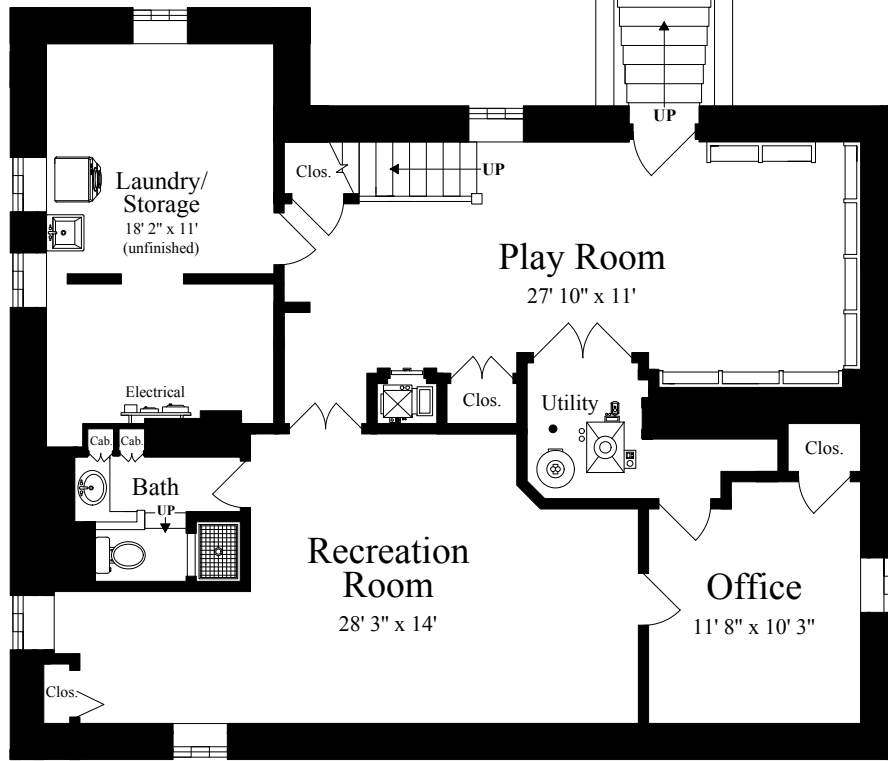 UP
Clos.
UP
Laundry/
Storage
18' 2" x 11'
(unfinished)
Play Room
27' 10" x 11'
Electrical
Clos.
Utility
Cab.
Cab.
Clos.
Bath
UP
Recreation
Room
28' 3" x 14'
Office
11' 8" x 10' 3"
Clos.